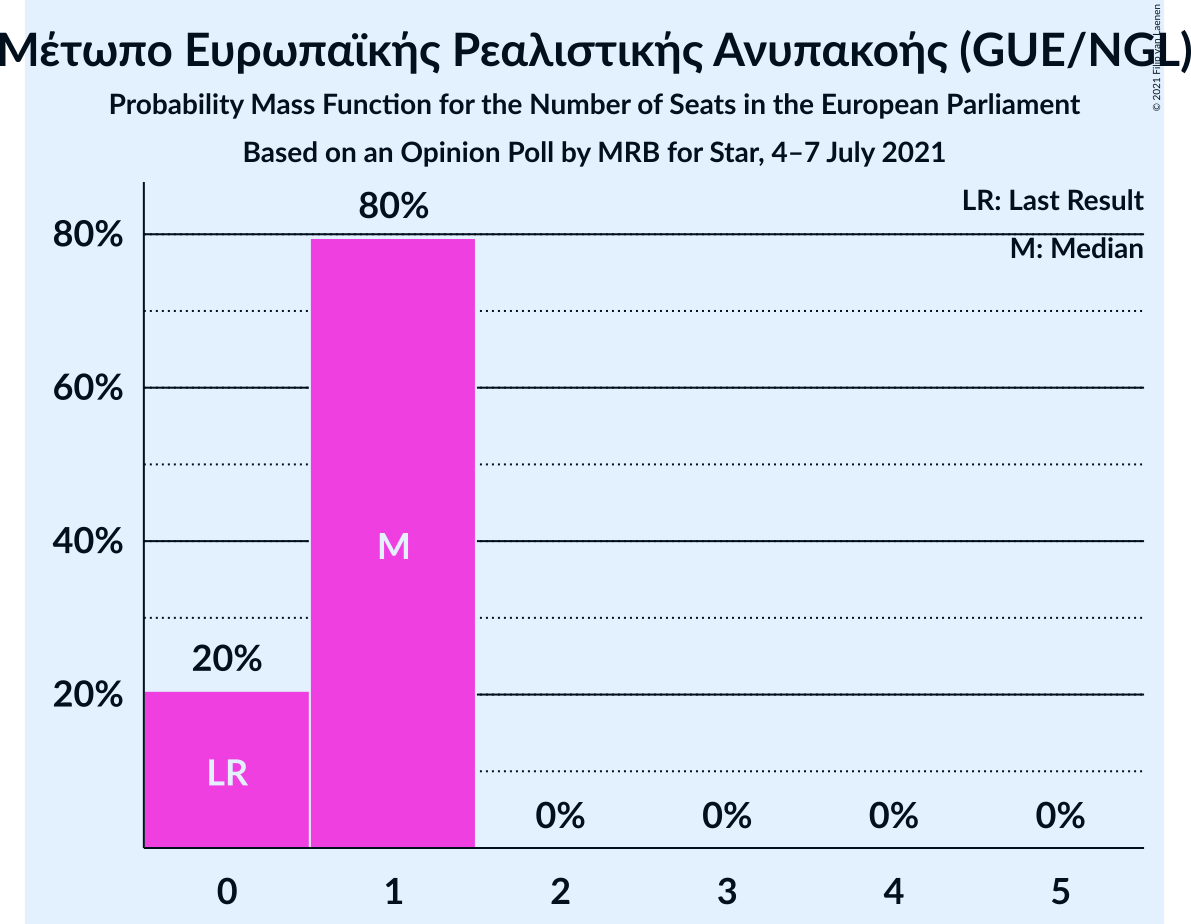 Μέτωπο Ευρωπαϊκής Ρεαλιστικής Ανυπακοής (GUE/NGL)
© 2021 Filip van Laenen
Probability Mass Function for the Number of Seats in the European Parliament
Based on an Opinion Poll by MRB for Star, 4–7 July 2021
LR: Last Result
M: Median
80%
80%
60%
40%
M
20%
20%
LR
0% 0% 0% 0%
0 1 2 3 4 5